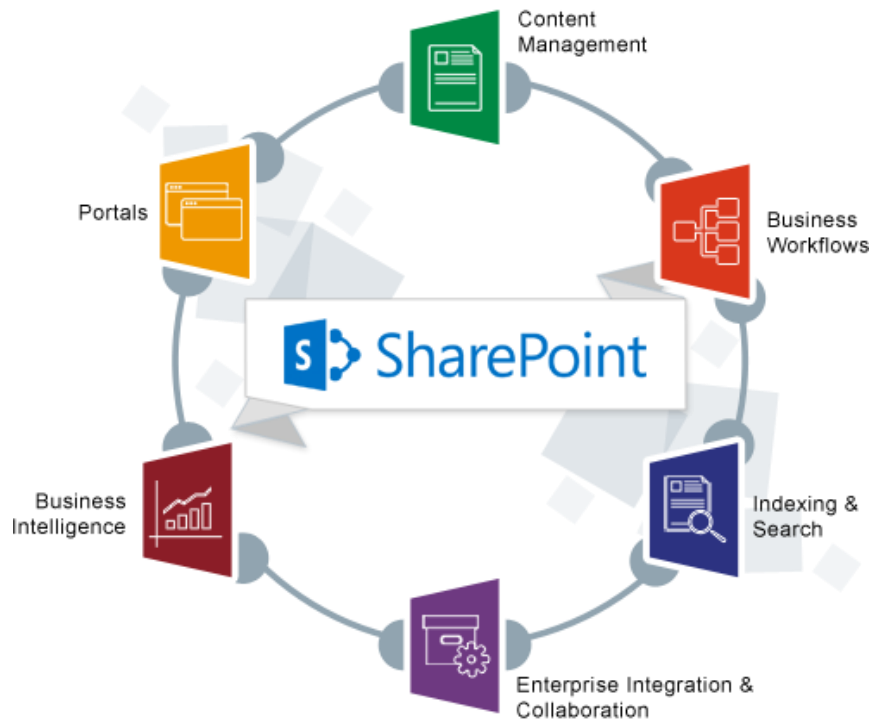 Content
Management
Portals
Business
Workflows
S SharePoint
Business
Intelligence
Indexing &
Search
Enterprise Integration &
Collaboration